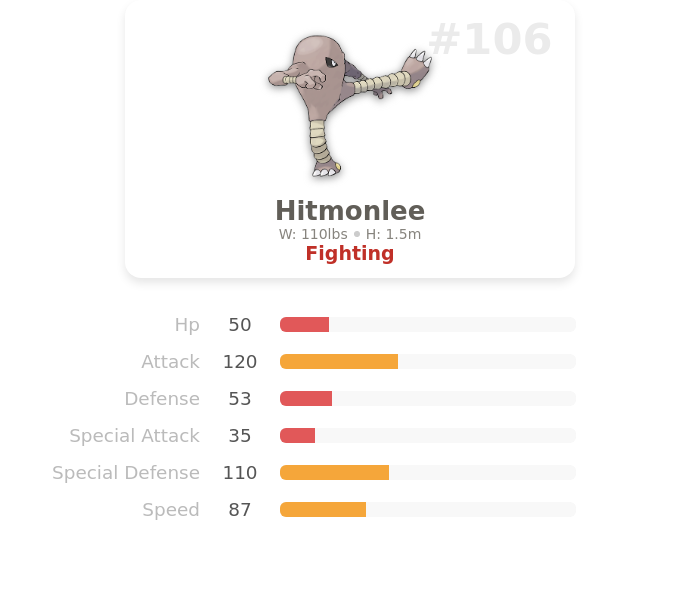 #106
Hitmonlee
W: 110lbs • H: 1.5m
Fighting
Hp 50
Attack 120
Defense 53
Special Attack 35
Special Defense 110
Speed 87